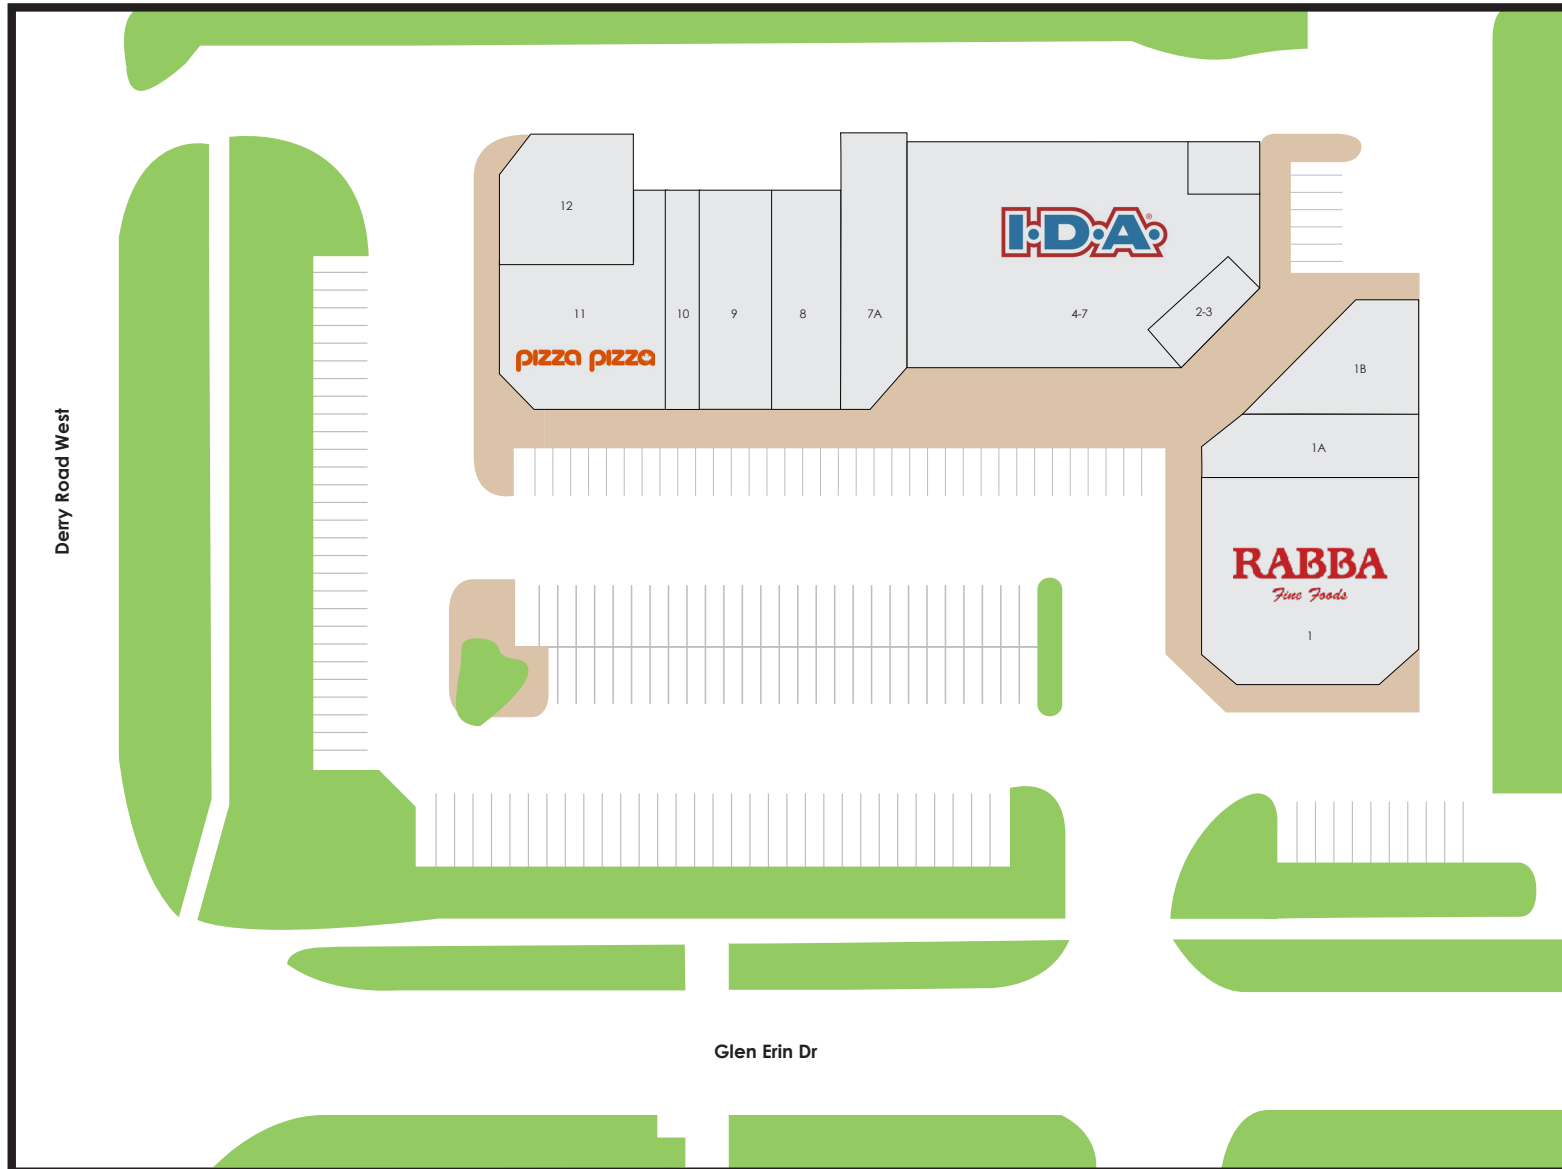 12
I·D·A·®
11
10
9
8
7A
4-7
2-3
pizza pizza
1B
1A
RABBA
Fine Foods
1
Derry Road West
Glen Erin Dr